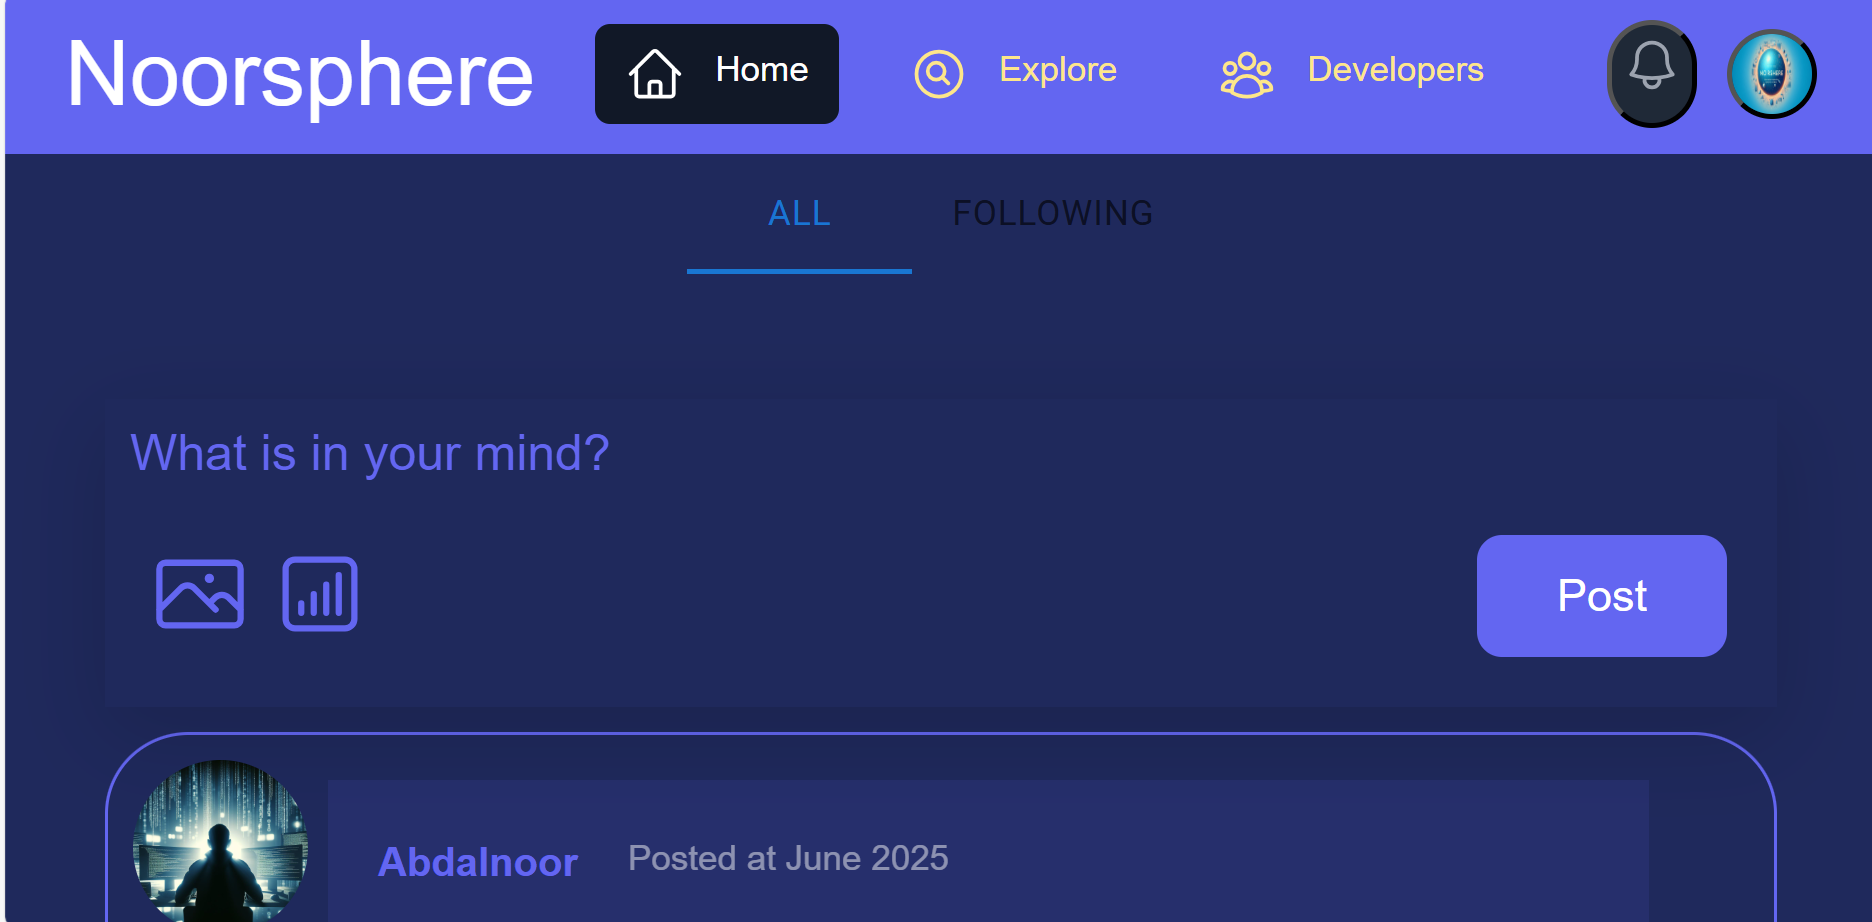 Noorsphere
Home
Explore
Developers
ALL
FOLLOWING
What is in your mind?
Post
Abdalnoor
Posted at June 2025